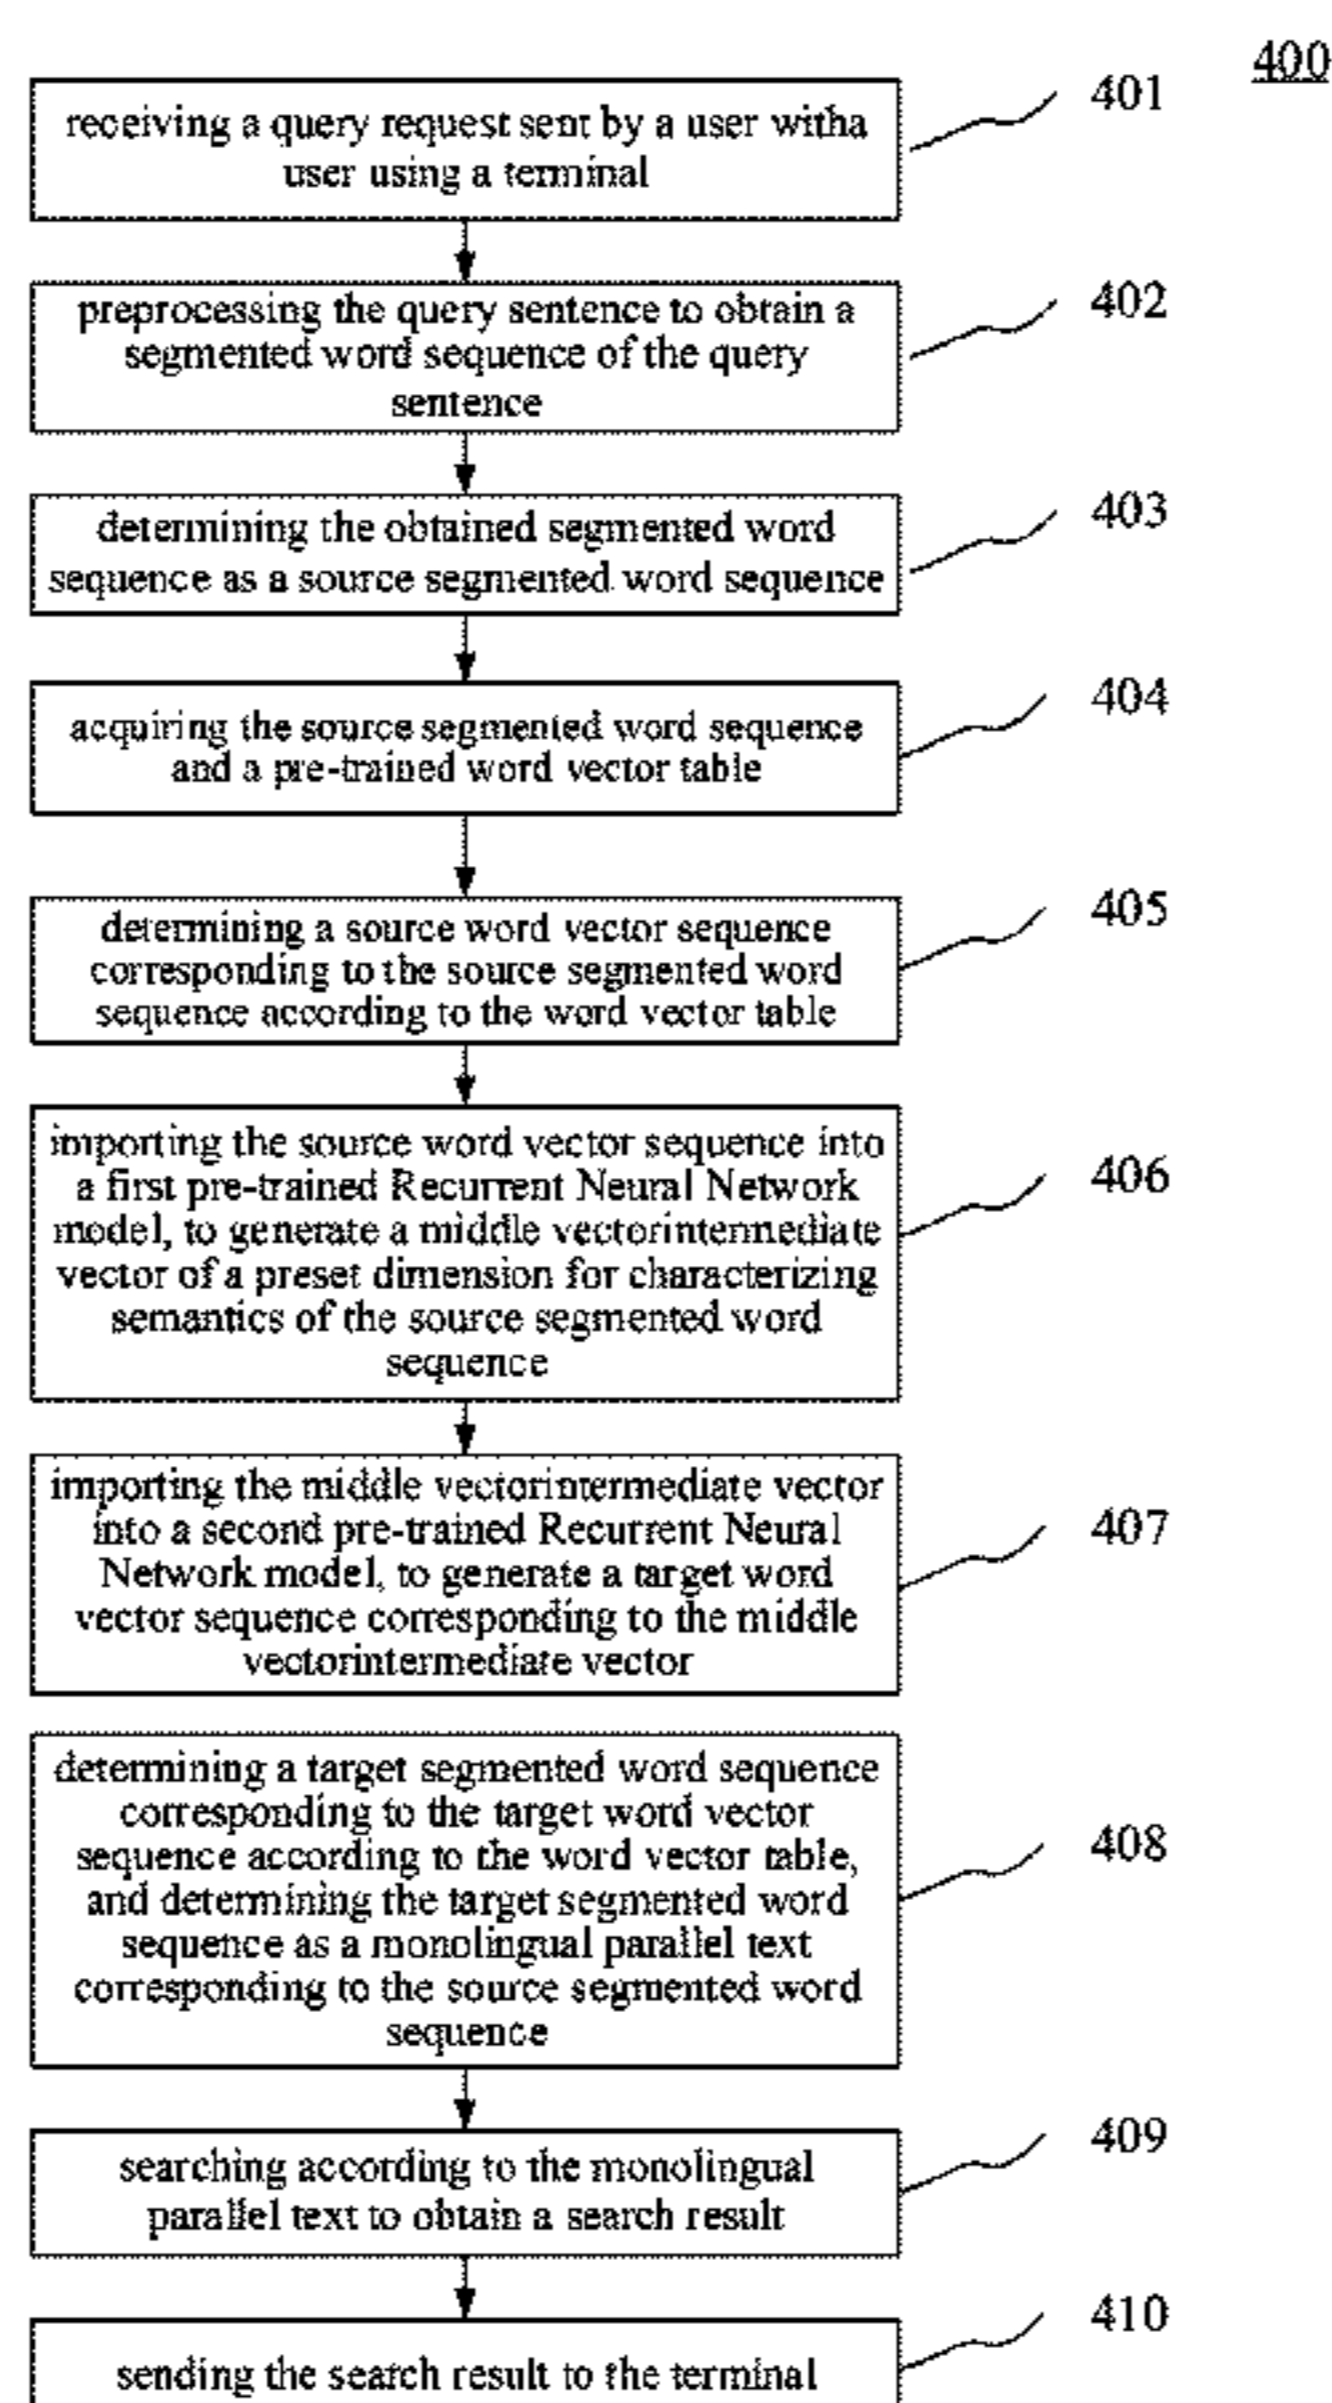 400
401
receiving a query request sent by a user witha
user using a terminal
402
preprocessing the query sentence to obtain a
segmented word sequence of the query
sentence
403
determining the obtained segmented word
sequence as a source segmented word sequence
404
acquiring the source segmented word sequence
and a pre-trained word vector table
405
determining a source word vector sequence
corresponding to the source segmented word
sequence according to the word vector table
406
importing the source word vector sequence into
a first pre-trained Recurrent Neural Network
model, to generate a middle vectorintermediate
vector of a preset dimension for characterizing
semantics of the source segmented word
sequence
407
importing the middle vectorintermediate vector
into a second pre-trained Recurrent Neural
Network model, to generate a target word
vector sequence corresponding to the middle
vectorintermediate vector
408
determining a target segmented word sequence
corresponding to the target word vector
sequence according to the word vector table,
and determining the target segmented word
sequence as a monolingual parallel text
corresponding to the source segmented word
sequence
409
searching according to the monolingual
parallel text to obtain a search result
410
sending the search result to the terminal